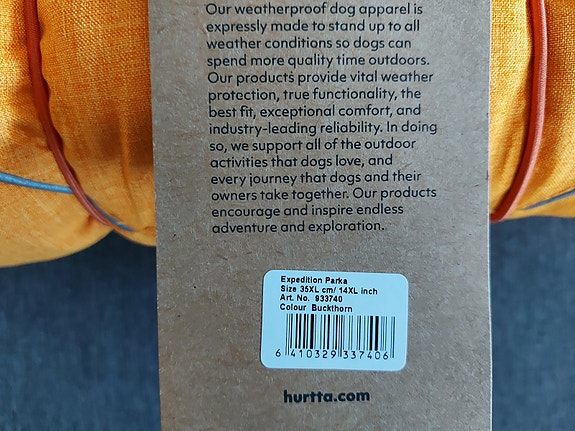 Our weatherproof dog apparel is
expressly made to stand up to all
weather conditions so dogs can
spend more quality time outdoors.
Our products provide vital weather
protection, true functionality, the
best fit, exceptional comfort, and
industry-leading reliability. In doing
so, we support all of the outdoor
activities that dogs love, and
every journey that dogs and their
owners take together. Our products
encourage and inspire endless
adventure and exploration.
Expedition Parka
Size 35XL cm/ 14XL inch
Art. No. 933740
Colour Buckthorn
6 410329 337406
hurtta.com